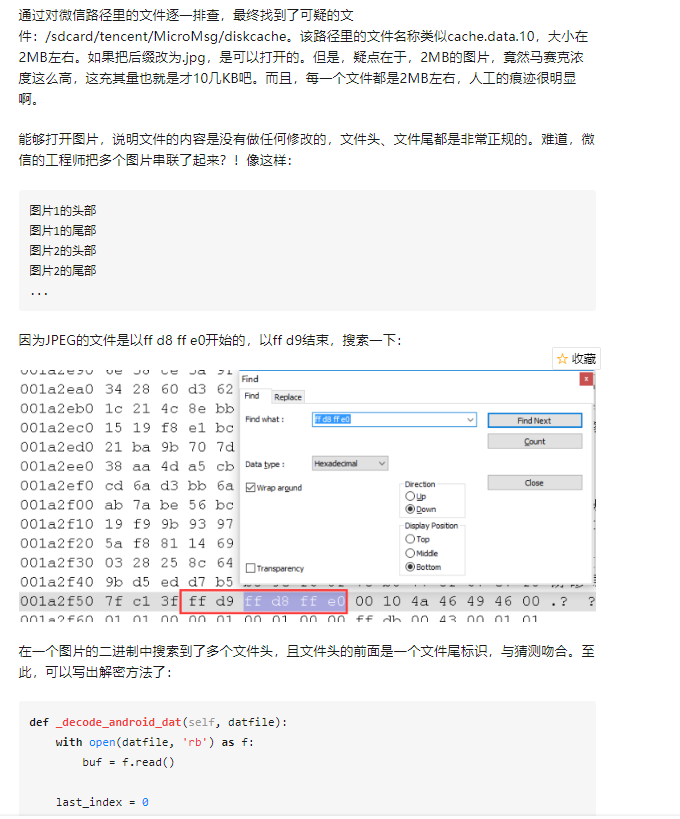 通过对微信路径里的文件逐一排查，最终找到了可疑的文
件：/sdcard/tencent/MicroMsg/diskcache。该路径里的文件名称类似cache.data.10，大小在
2MB左右。如果把后缀改为.jpg，是可以打开的。但是，疑点在于，2MB的图片，竟然马赛克浓
度这么高，这充其量也就是才10几KB吧。而且，每一个文件都是2MB左右，人工的痕迹很明显
啊。
能够打开图片，说明文件的内容是没有做任何修改的，文件头、文件尾都是非常正规的。难道，微
信的工程师把多个图片串联了起来？！像这样：
图片1的头部
图片1的尾部
图片2的头部
图片2的尾部
...
因为JPEG的文件是以ff d8 ff e0开始的，以ff d9结束，搜索一下：
☆ 收藏
001a2ea0 34 28 60 d3 62
001a2eb0 1c 21 4c 8e bb
001a2ec0 15 19 f8 e1 bc
001a2ed0 21 ba 9b 70 7d
001a2ee0 38 aa 4d a5 cb
001a2ef0 cd 6a d3 bb 6a
001a2f00 ab 7a be 56 bc
001a2f10 19 f9 9b 93 97
001a2f20 5a f8 81 14 69
001a2f30 03 28 25 8c 64
001a2f40 9b d5 ed d7 b5
001a2f50 7f c1 3f ff d9 ff d8 ff e0 00 10 4a 46 49 46 00 .? ?
001a2f60 01 01 00 00 01 00 01 00 00 ff db 00 43 00 01 01
Find
Find Replace
Find what : ff d8 ff e0
Find Next
Count
Data type : Hexadecimal
Wrap around
Close
Direction
Up
Down
Display Position
Top
Middle
Bottom
Transparency
在一个图片的二进制中搜索到了多个文件头，且文件头的前面是一个文件尾标识，与猜测吻合。至
此，可以写出解密方法了：
def _decode_android_dat(self, datfile):
    with open(datfile, 'rb') as f:
        buf = f.read()
    last_index = 0